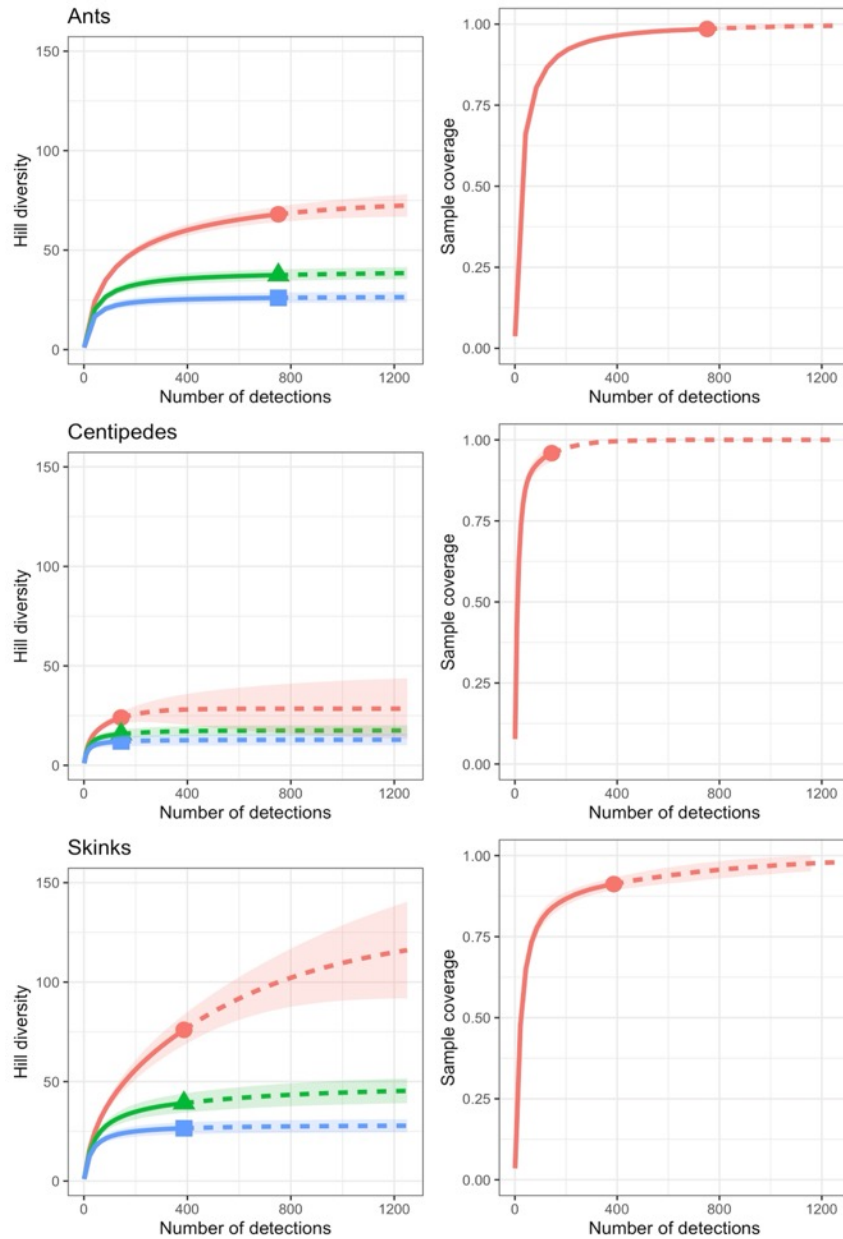 Ants
150
100
50
0
Hill diversity
0 400 800 1200
Number of detections
1.00
0.75
0.50
0.25
0.00
Sample coverage
0 400 800 1200
Number of detections
Centipedes
150
100
50
0
Hill diversity
0 400 800 1200
Number of detections
1.00
0.75
0.50
0.25
0.00
Sample coverage
0 400 800 1200
Number of detections
Skinks
150
100
50
0
Hill diversity
0 400 800 1200
Number of detections
1.00
0.75
0.50
0.25
0.00
Sample coverage
0 400 800 1200
Number of detections